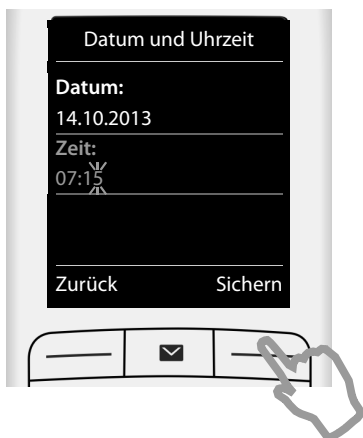 Datum und Uhrzeit
Datum:
14.10.2013
Zeit:
07:15
Zurück Sichern